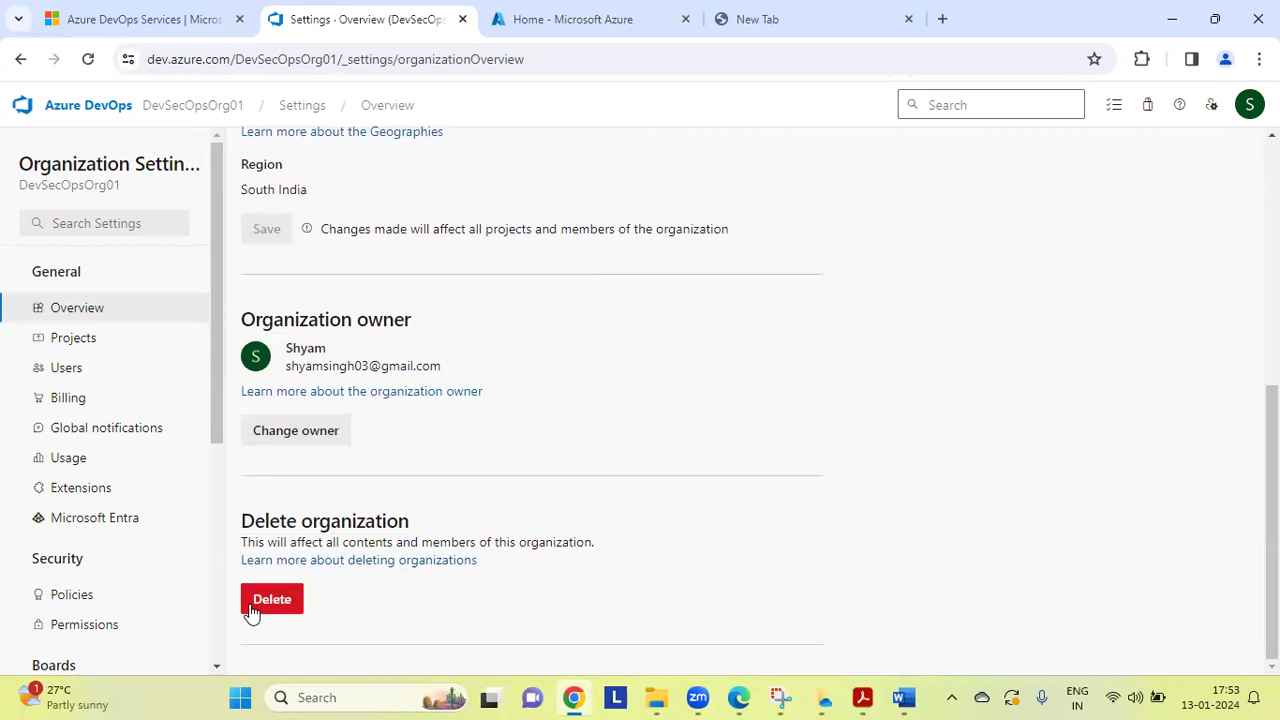 Azure DevOps Services | Micros
Settings · Overview (DevSecOps
Home - Microsoft Azure
New Tab
dev.azure.com/DevSecOpsOrg01/_settings/organizationOverview
Azure DevOps DevSecOpsOrg01 / Settings / Overview
Search
S
Organization Settin...
DevSecOpsOrg01
Search Settings
General
Overview
Projects
Users
Billing
Global notifications
Usage
Extensions
Microsoft Entra
Security
Policies
Permissions
Boards
Learn more about the Geographies
Region
South India
Save
Changes made will affect all projects and members of the organization
Organization owner
S
Shyam
shyamsingh03@gmail.com
Learn more about the organization owner
Change owner
Delete organization
This will affect all contents and members of this organization.
Learn more about deleting organizations
Delete
1
27°C
Partly sunny
Search
L
zm
W
ENG
IN
17:53
13-01-2024